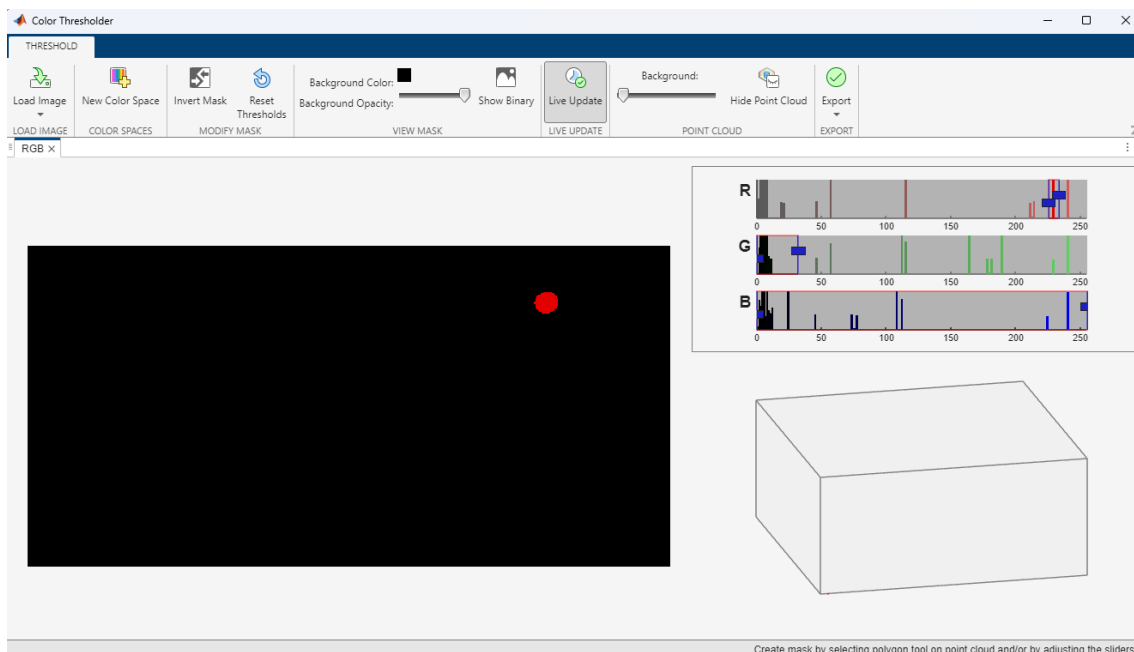 Color Thresholder
THRESHOLD
Load Image
New Color Space
Invert Mask
Reset
Thresholds
Background Color:
Background Opacity:
Show Binary
Live Update
Background:
Hide Point Cloud
Export
LOAD IMAGE
COLOR SPACES
MODIFY MASK
VIEW MASK
LIVE UPDATE
POINT CLOUD
EXPORT
RGB
R
0 50 100 150 200 250
G
0 50 100 150 200 250
B
0 50 100 150 200 250
Create mask by selecting polygon tool on point cloud and/or by adjusting the sliders